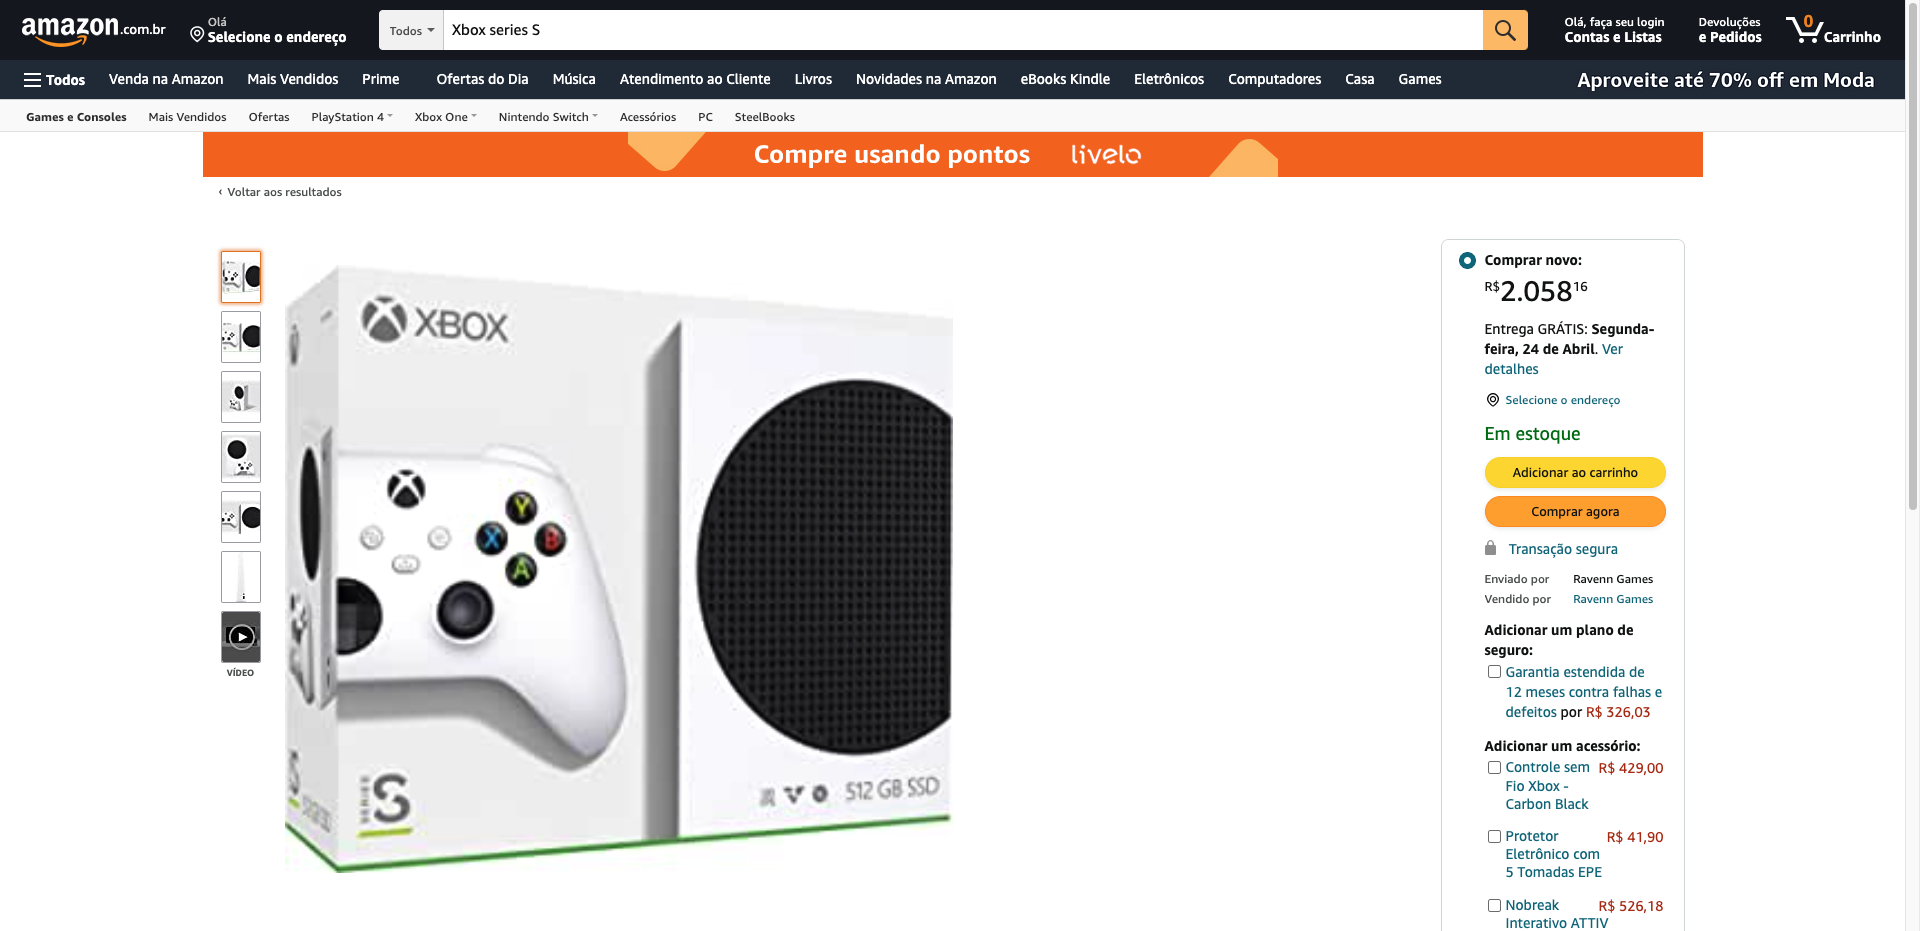 amazon.com.br
Olá
Selecione o endereço
Todos
Xbox series S
Olá, faça seu login
Contas e Listas
Devoluções
e Pedidos
0
Carrinho
Todos
Venda na Amazon
Mais Vendidos
Prime
Ofertas do Dia
Música
Atendimento ao Cliente
Livros
Novidades na Amazon
eBooks Kindle
Eletrônicos
Computadores
Casa
Games
Aproveite até 70% off em Moda
Games e Consoles
Mais Vendidos
Ofertas
PlayStation 4
Xbox One
Nintendo Switch
Acessórios
PC
SteelBooks
Compre usando pontos livelo
‹ Voltar aos resultados
VÍDEO
XBOX
Y
X
B
A
SERIES S
512 GB SSD
S
Comprar novo:
R$2.05816
Entrega GRÁTIS: Segunda-
feira, 24 de Abril. Ver
detalhes
Selecione o endereço
Em estoque
Adicionar ao carrinho
Comprar agora
Transação segura
Enviado por Ravenn Games
Vendido por Ravenn Games
Adicionar um plano de
seguro:
Garantia estendida de
12 meses contra falhas e
defeitos por R$ 326,03
Adicionar um acessório:
Controle sem R$ 429,00
Fio Xbox -
Carbon Black
Protetor R$ 41,90
Eletrônico com
5 Tomadas EPE
Nobreak R$ 526,18
Interativo ATTIV